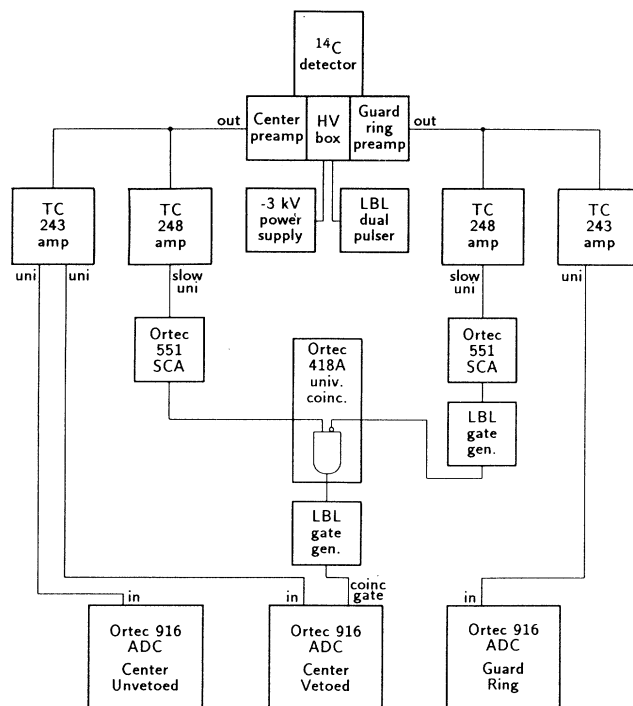 14C
detector
out
Center
preamp
HV
box
Guard
ring
preamp
out
TC
243
amp
TC
248
amp
-3 kV
power
supply
LBL
dual
pulser
TC
248
amp
TC
243
amp
uni
uni
slow
uni
slow
uni
uni
Ortec
551
SCA
Ortec
418A
univ.
coinc.
Ortec
551
SCA
LBL
gate
gen.
LBL
gate
gen.
in
in
coinc
gate
in
Ortec 916
ADC
Center
Unvetoed
Ortec 916
ADC
Center
Vetoed
Ortec 916
ADC
Guard
Ring